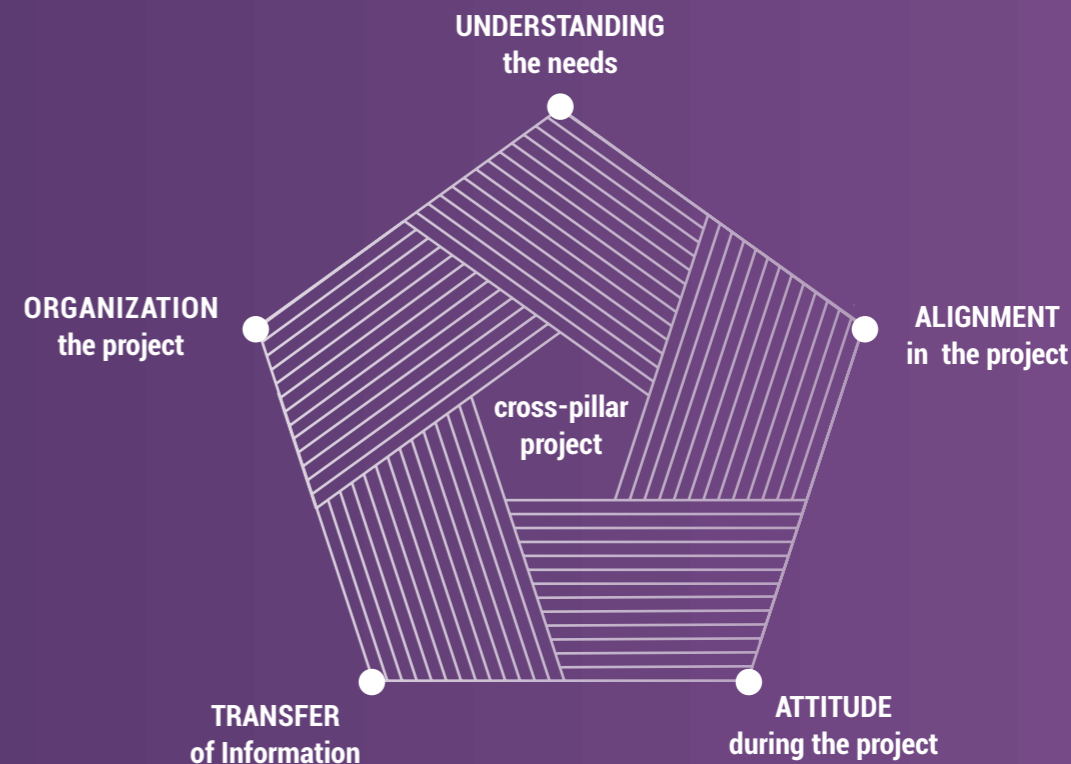 UNDERSTANDING
the needs
ORGANIZATION
the project
ALIGNMENT
in the project
cross-pillar
project
TRANSFER
of Information
ATTITUDE
during the project